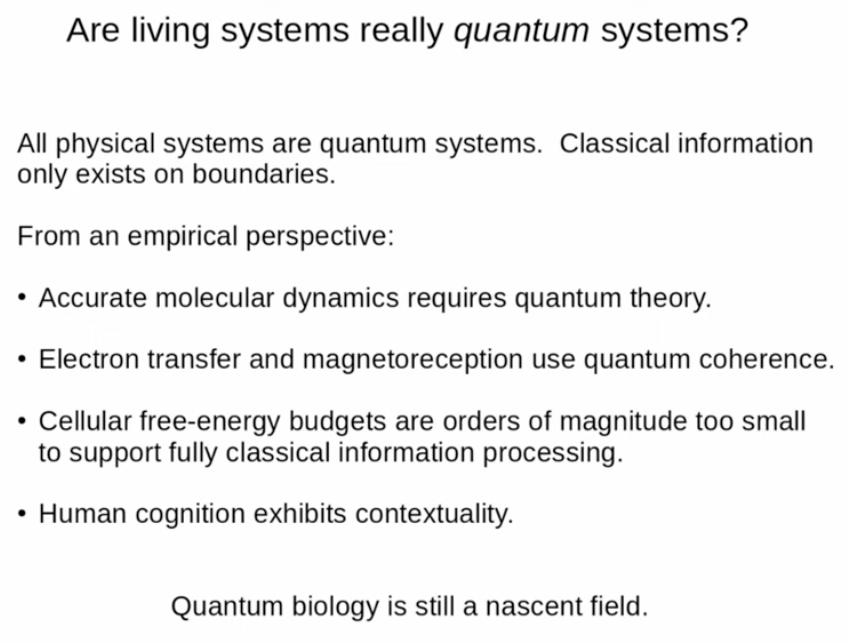 Are living systems really quantum systems?
All physical systems are quantum systems.  Classical information
only exists on boundaries.
From an empirical perspective:
• Accurate molecular dynamics requires quantum theory.
• Electron transfer and magnetoreception use quantum coherence.
• Cellular free-energy budgets are orders of magnitude too small
to support fully classical information processing.
• Human cognition exhibits contextuality.
Quantum biology is still a nascent field.